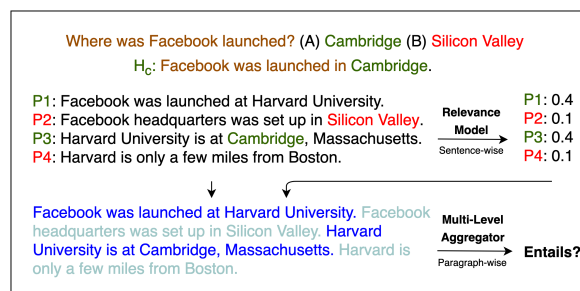 Where was Facebook launched? (A) Cambridge (B) Silicon Valley
Hc: Facebook was launched in Cambridge.
P1: Facebook was launched at Harvard University.
P2: Facebook headquarters was set up in Silicon Valley.
P3: Harvard University is at Cambridge, Massachusetts.
P4: Harvard is only a few miles from Boston.
Relevance
Model
Sentence-wise
P1: 0.4
P2: 0.1
P3: 0.4
P4: 0.1
Facebook was launched at Harvard University. Facebook
headquarters was set up in Silicon Valley. Harvard
University is at Cambridge, Massachusetts. Harvard is
only a few miles from Boston.
Multi-Level
Aggregator
Paragraph-wise
Entails?